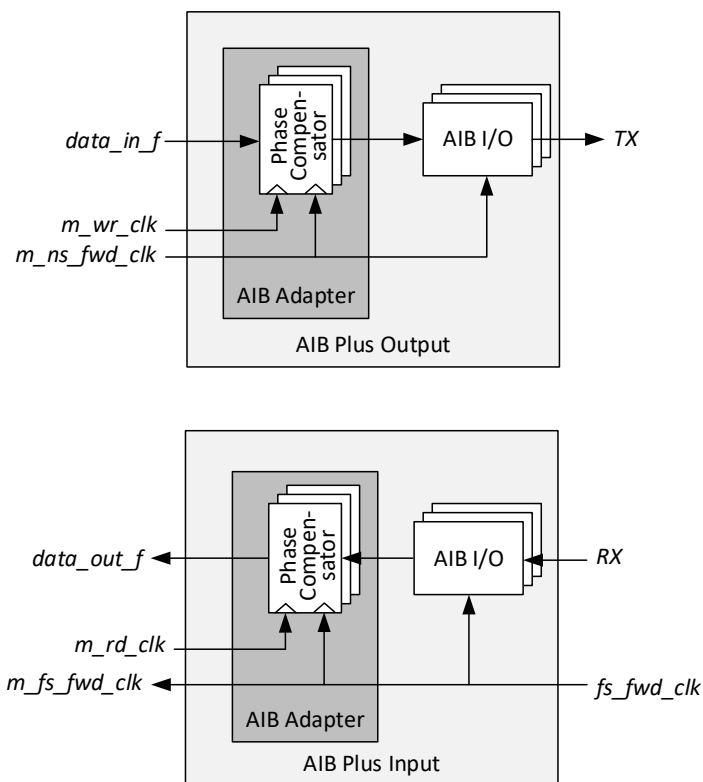 data_in_f
Phase
Compen-
sator
AIB I/O
TX
m_wr_clk
m_ns_fwd_clk
AIB Adapter
AIB Plus Output
data_out_f
Phase
Compen-
sator
AIB I/O
RX
m_rd_clk
m_fs_fwd_clk
fs_fwd_clk
AIB Adapter
AIB Plus Input